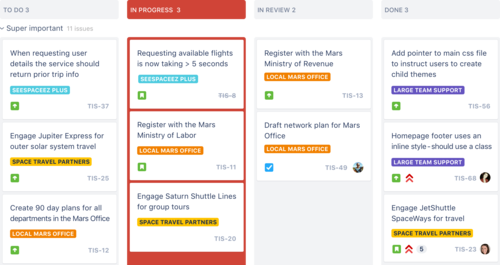 TO DO 3
IN PROGRESS 3
IN REVIEW 2
DONE 3
Super important 11 issues
When requesting user
details the service should
return prior trip info
SEESPACEEZ PLUS
TIS-37
Engage Jupiter Express for
outer solar system travel
SPACE TRAVEL PARTNERS
TIS-25
Create 90 day plans for all
departments in the Mars Office
LOCAL MARS OFFICE
TIS-12
Requesting available flights
is now taking > 5 seconds
SEESPACEEZ PLUS
TIS-8
Register with the Mars
Ministry of Labor
LOCAL MARS OFFICE
TIS-11
Engage Saturn Shuttle Lines
for group tours
SPACE TRAVEL PARTNERS
TIS-20
Register with the Mars
Ministry of Revenue
LOCAL MARS OFFICE
TIS-13
Draft network plan for Mars
Office
LOCAL MARS OFFICE
TIS-49
Add pointer to main css file
to instruct users to create
child themes
LARGE TEAM SUPPORT
TIS-56
Homepage footer uses an
inline style-should use a class
LARGE TEAM SUPPORT
TIS-68
Engage JetShuttle
SpaceWays for travel
SPACE TRAVEL PARTNERS
5
TIS-23